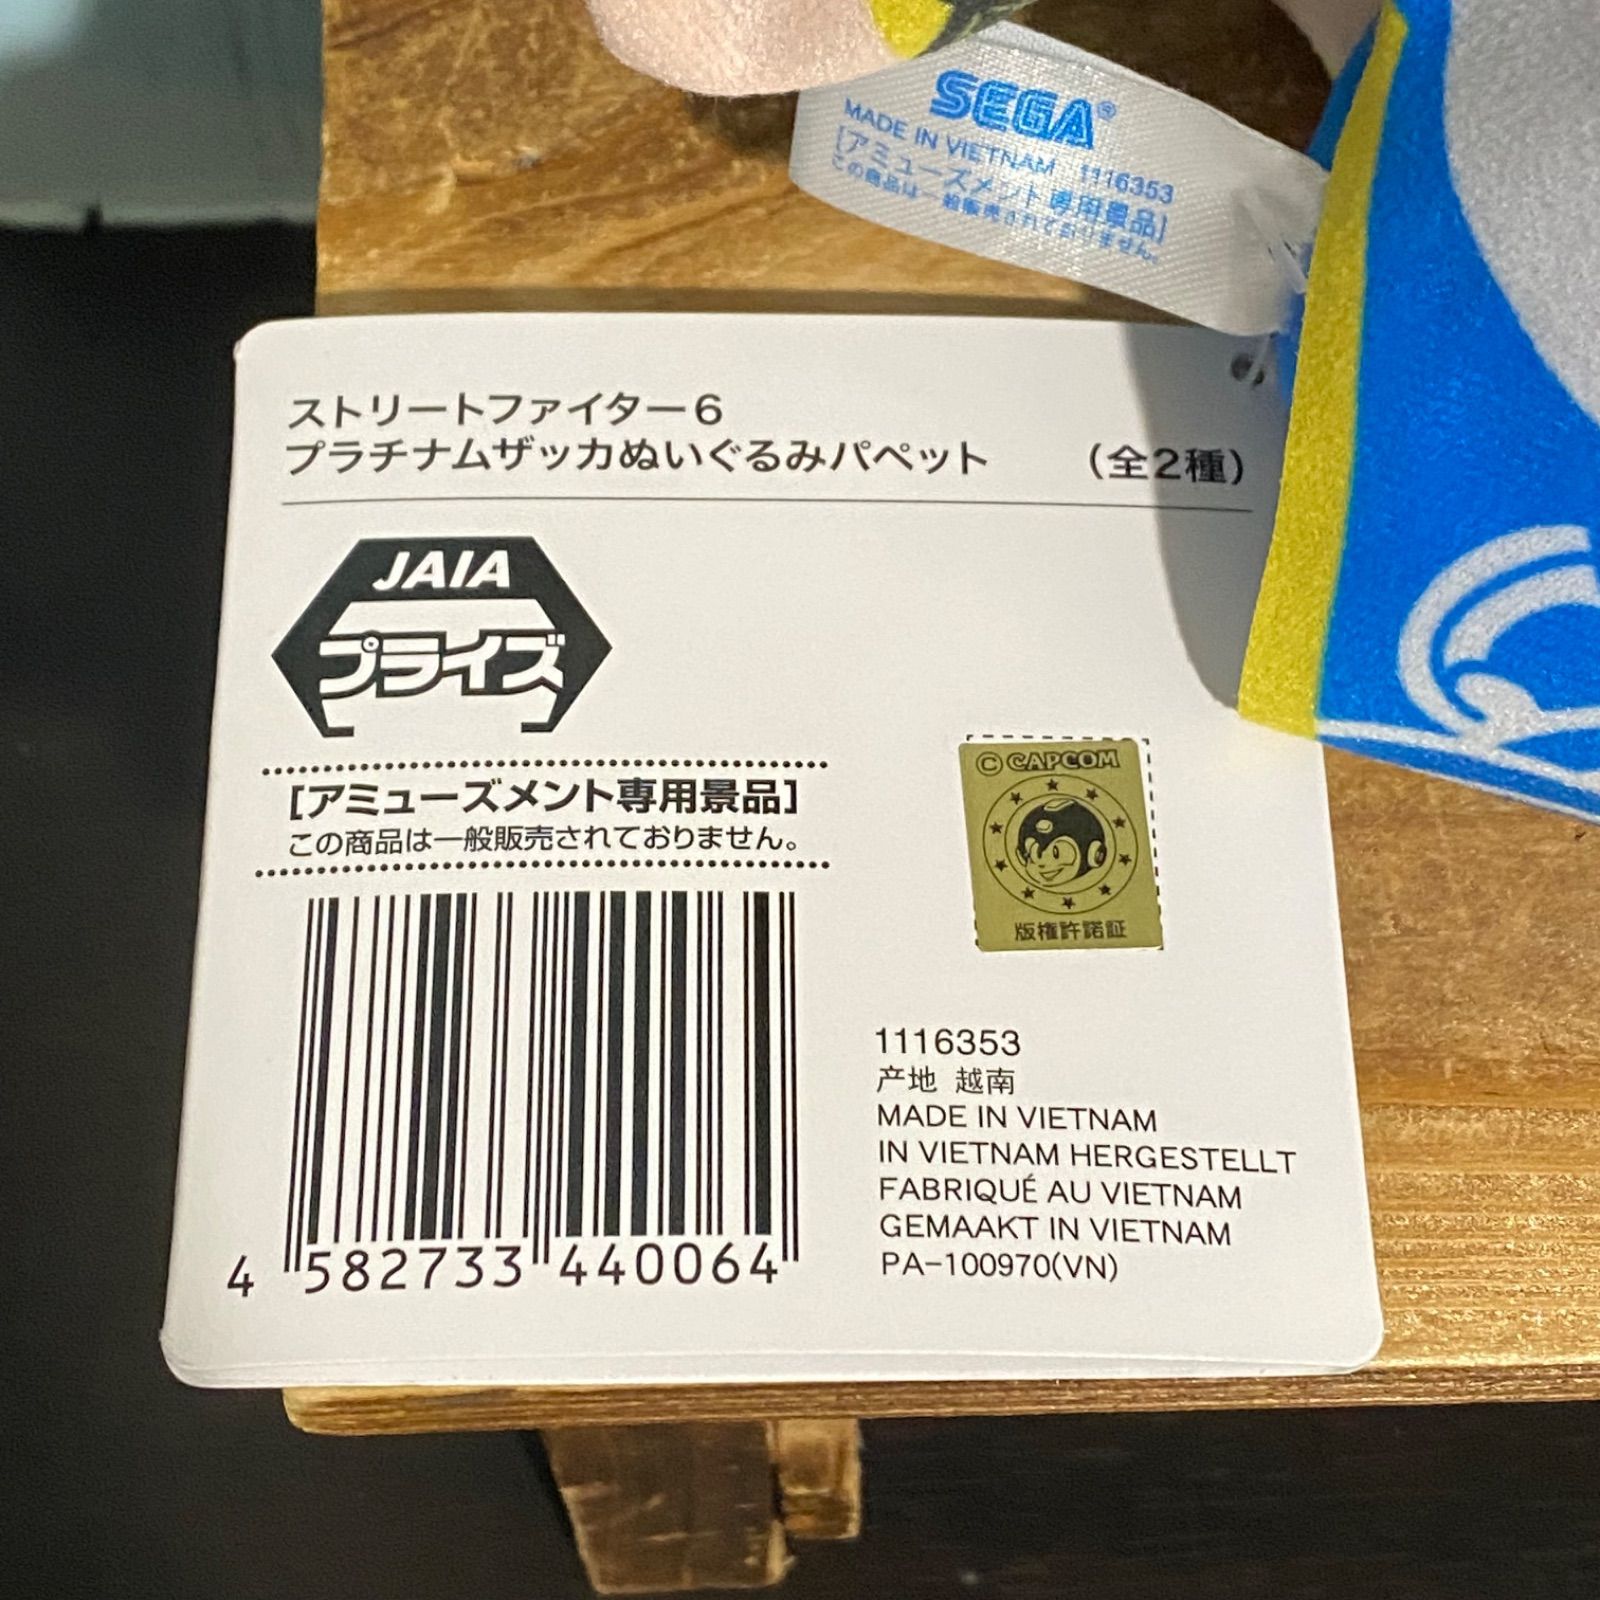 SEGA®
MADE IN VIETNAM 1116353
[アミューズメント専用景品]
この商品は一般販売されておりません。
ストリートファイター6
プラチナムザッカぬいぐるみパペット (全2種)
JAIA
プライズ
[アミューズメント専用景品]
この商品は一般販売されておりません。
© CAPCOM
版権許諾証
4 582733 440064
1116353
产地 越南
MADE IN VIETNAM
IN VIETNAM HERGESTELLT
FABRIQUÉ AU VIETNAM
GEMAAKT IN VIETNAM
PA-100970(VN)